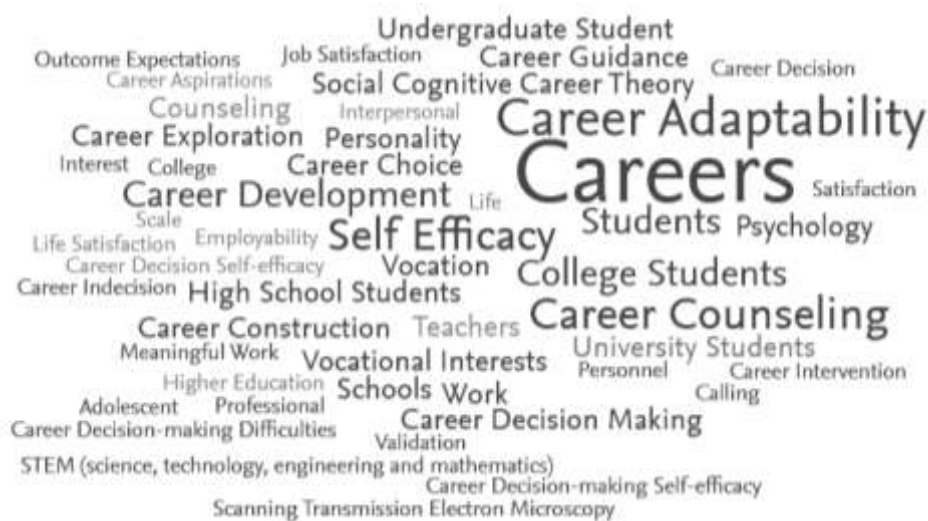 Undergraduate Student
Outcome Expectations Job Satisfaction Career Guidance Career Decision
Career Aspirations Social Cognitive Career Theory
Counseling Interpersonal Career Adaptability
Career Exploration Personality
Interest College Career Choice Careers Satisfaction
Career Development Life
Scale Students Psychology
Life Satisfaction Employability Self Efficacy
Career Decision Self-efficacy Vocation College Students
Career Indecision High School Students
Career Construction Teachers Career Counseling
Meaningful Work Vocational Interests University Students
Personnel Career Intervention
Higher Education Schools Work Calling
Adolescent Professional Career Decision Making
Career Decision-making Difficulties
Validation
STEM (science, technology, engineering and mathematics)
Career Decision-making Self-efficacy
Scanning Transmission Electron Microscopy